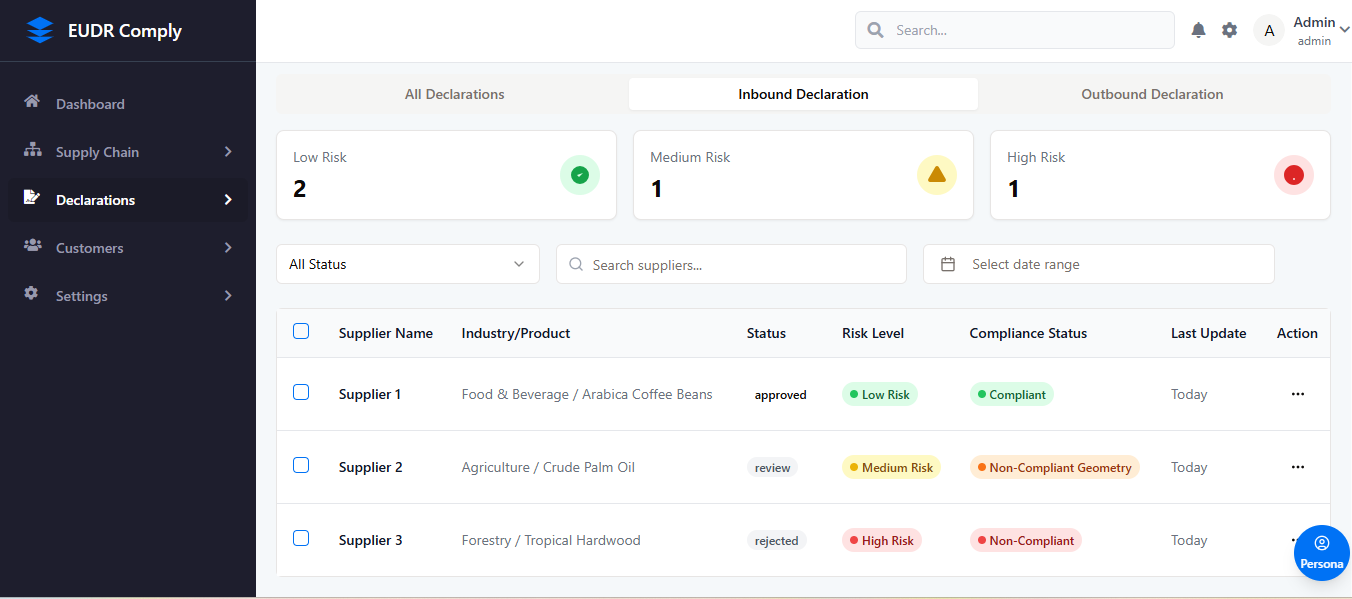 EUDR Comply
Search...
A
Admin
admin
Dashboard
Supply Chain
Declarations
Customers
Settings
All Declarations
Inbound Declaration
Outbound Declaration
Low Risk
2
Medium Risk
1
High Risk
1
All Status
Search suppliers...
Select date range
Supplier Name Industry/Product Status Risk Level Compliance Status Last Update Action
Supplier 1 Food & Beverage / Arabica Coffee Beans approved Low Risk Compliant Today ...
Supplier 2 Agriculture / Crude Palm Oil review Medium Risk Non-Compliant Geometry Today ...
Supplier 3 Forestry / Tropical Hardwood rejected High Risk Non-Compliant Today
Persona